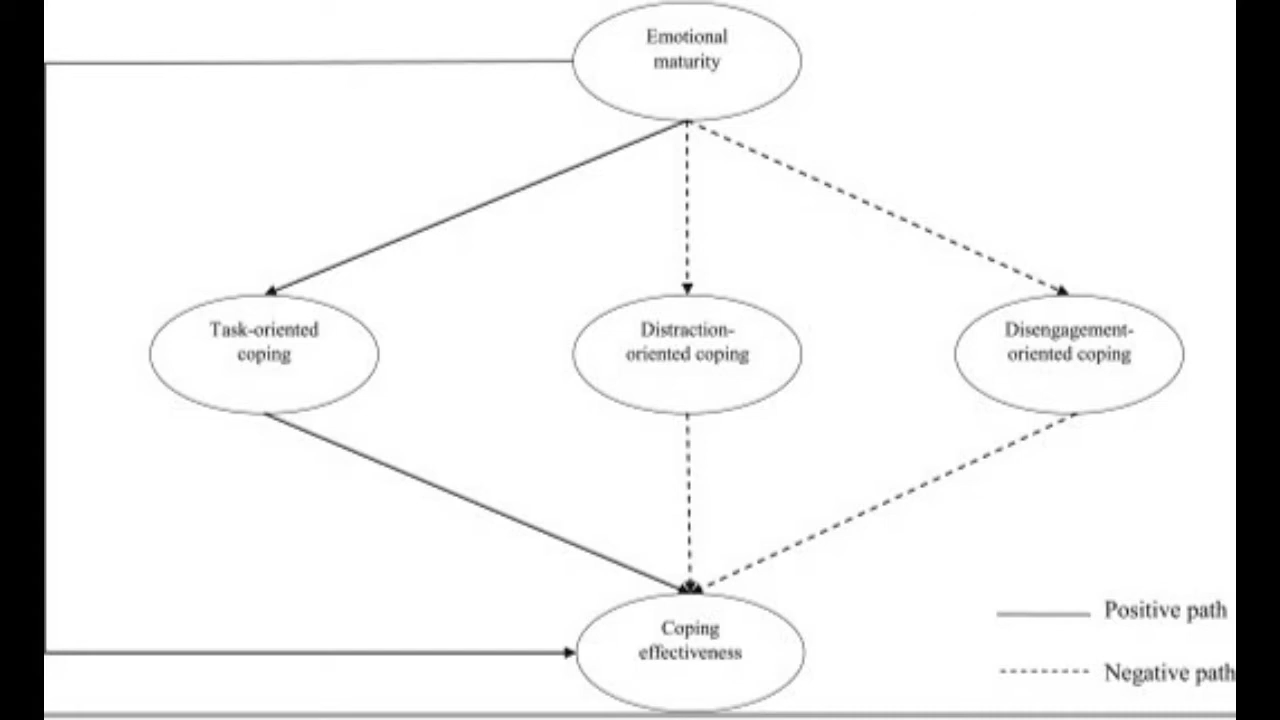 Emotional
maturity
Task-oriented
coping
Distraction-
oriented coping
Disengagement-
oriented coping
Coping
effectiveness
Positive path
Negative path